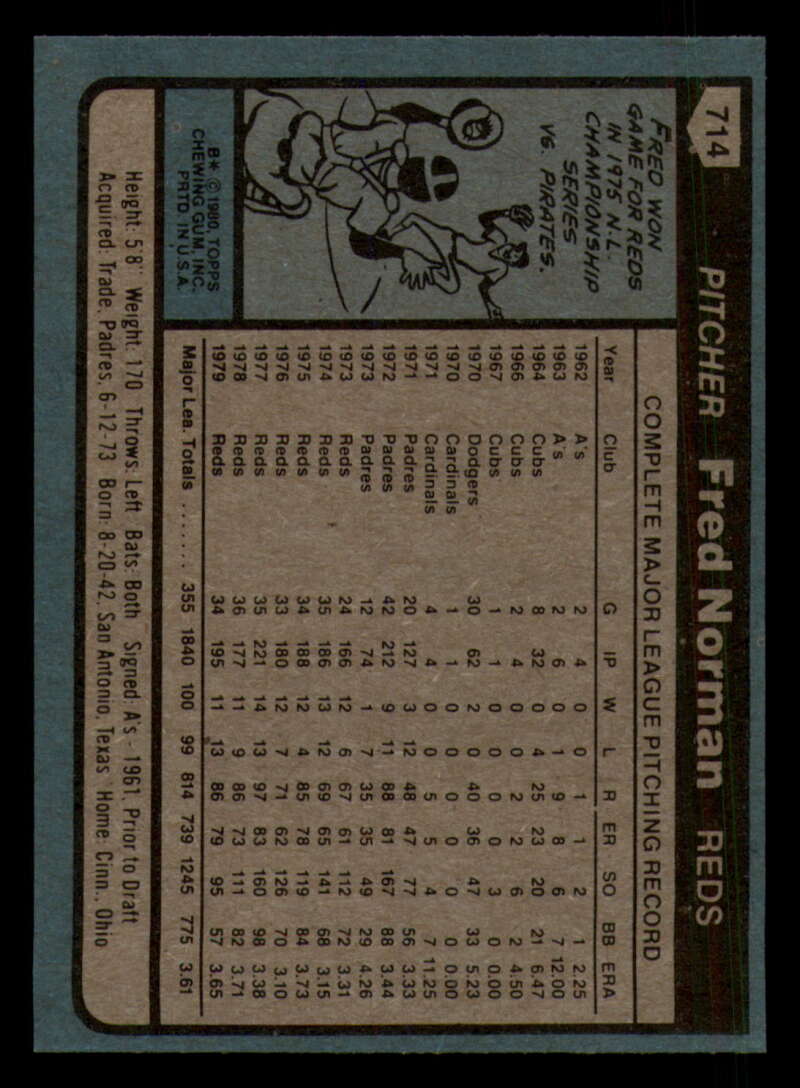 714 PITCHER Fred Norman REDS
FRED WON
GAME FOR REDS
IN 1975 N.L.
CHAMPIONSHIP
SERIES
VS. PIRATES.
B* © 1980, TOPPS
CHEWING GUM, INC.
PRTD. IN U.S.A.
COMPLETE MAJOR LEAGUE PITCHING RECORD
Year Club G IP W L R ER SO BB ERA
1962 A's 2 4 0 0 1 1 2 1 2.25
1963 A's 2 6 0 1 9 8 6 7 12.00
1964 Cubs 8 32 0 4 25 23 20 21 6.47
1966 Cubs 2 4 0 0 2 2 6 2 4.50
1967 Cubs 1 1 0 0 0 0 3 0 0.00
1970 Dodgers 30 62 2 0 40 36 47 33 5.23
1970 Cardinals 1 1 0 0 0 0 0 0 0.00
1971 Cardinals 4 4 0 0 5 5 4 7 11.25
1971 Padres 20 127 3 12 48 47 77 56 3.33
1972 Padres 42 212 9 11 88 81 167 88 3.44
1973 Padres 12 74 1 7 35 35 49 29 4.26
1973 Reds 24 166 12 6 67 61 112 72 3.31
1974 Reds 35 186 13 12 69 65 141 68 3.15
1975 Reds 34 188 12 4 85 78 119 84 3.73
1976 Reds 33 180 12 7 71 62 126 70 3.10
1977 Reds 35 221 14 13 97 83 160 98 3.38
1978 Reds 36 177 11 9 86 73 111 82 3.71
1979 Reds 34 195 11 13 86 79 95 57 3.65
Major Lea. Totals ....... 355 1840 100 99 814 739 1245 775 3.61
Height: 5'8" Weight: 170 Throws: Left Bats: Both Signed: A's - 1961, Prior to Draft
Acquired: Trade, Padres, 6-12-73 Born: 8-20-42, San Antonio, Texas Home: Cinn., Ohio